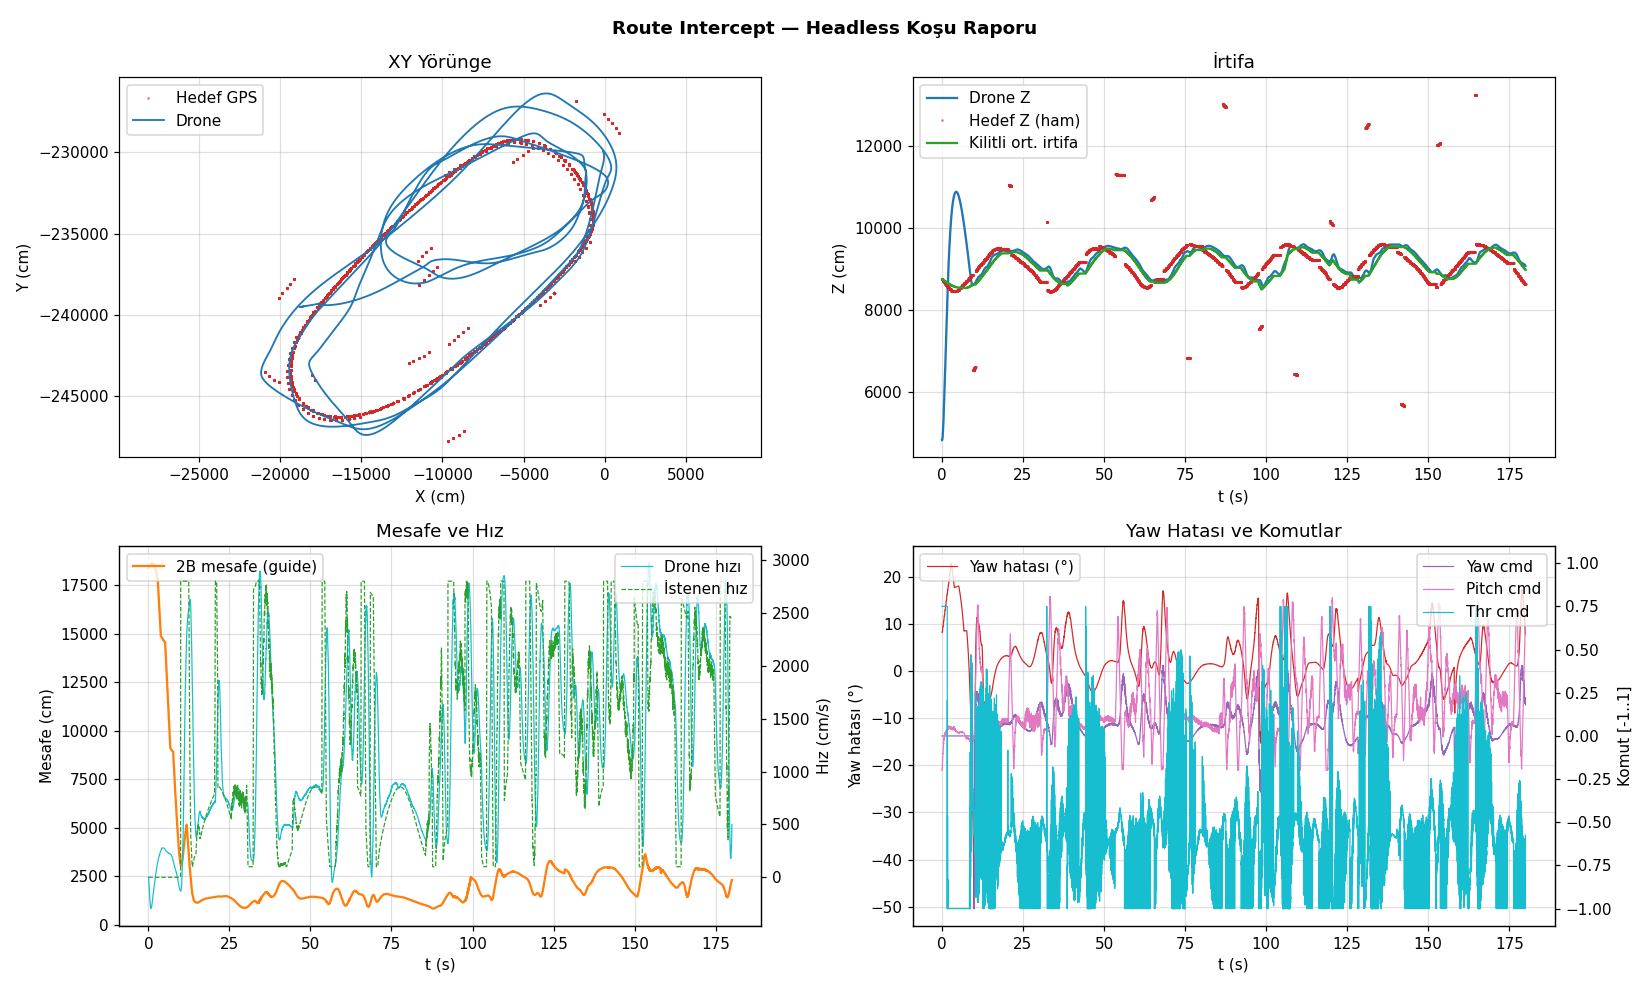 Route Intercept — Headless Koşu Raporu
XY Yörünge
Hedef GPS
Drone
−230000
−235000
−240000
−245000
Y (cm)
−25000 −20000 −15000 −10000 −5000 0 5000
X (cm)
İrtifa
Drone Z
Hedef Z (ham)
Kilitli ort. irtifa
12000
10000
8000
6000
Z (cm)
0 25 50 75 100 125 150 175
t (s)
Mesafe ve Hız
2B mesafe (guide)
Drone hızı
İstenen hız
17500
15000
12500
10000
7500
5000
2500
0
Mesafe (cm)
3000
2500
2000
1500
1000
500
0
Hız (cm/s)
0 25 50 75 100 125 150 175
t (s)
Yaw Hatası ve Komutlar
Yaw hatası (°)
Yaw cmd
Pitch cmd
Thr cmd
20
10
0
−10
−20
−30
−40
−50
Yaw hatası (°)
1.00
0.75
0.50
0.25
0.00
−0.25
−0.50
−0.75
−1.00
Komut [-1..1]
0 25 50 75 100 125 150 175
t (s)